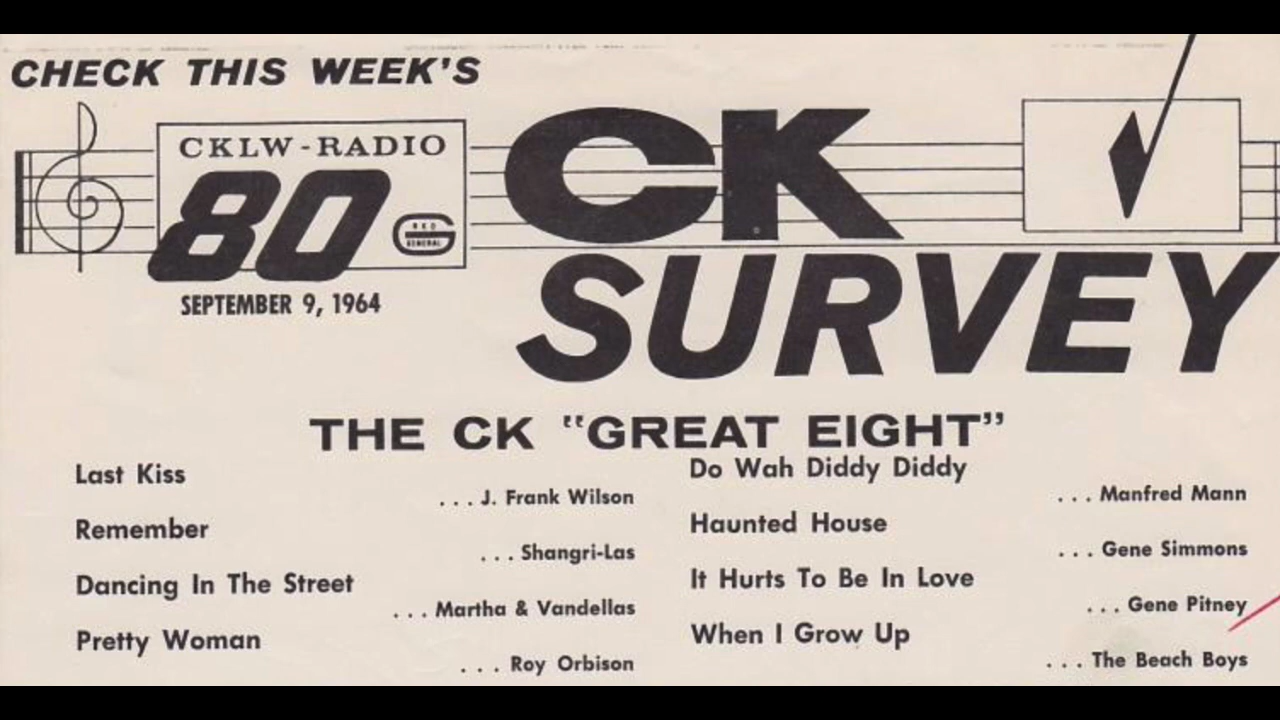 CHECK THIS WEEK'S
CKLW-RADIO
80
RKO
GENERAL
SEPTEMBER 9, 1964
CK
SURVEY
THE CK "GREAT EIGHT"
Last Kiss
. . . J. Frank Wilson
Remember
. . . Shangri-Las
Dancing In The Street
. . . Martha & Vandellas
Pretty Woman
. . . Roy Orbison
Do Wah Diddy Diddy
. . . Manfred Mann
Haunted House
. . . Gene Simmons
It Hurts To Be In Love
. . . Gene Pitney
When I Grow Up
. . . The Beach Boys